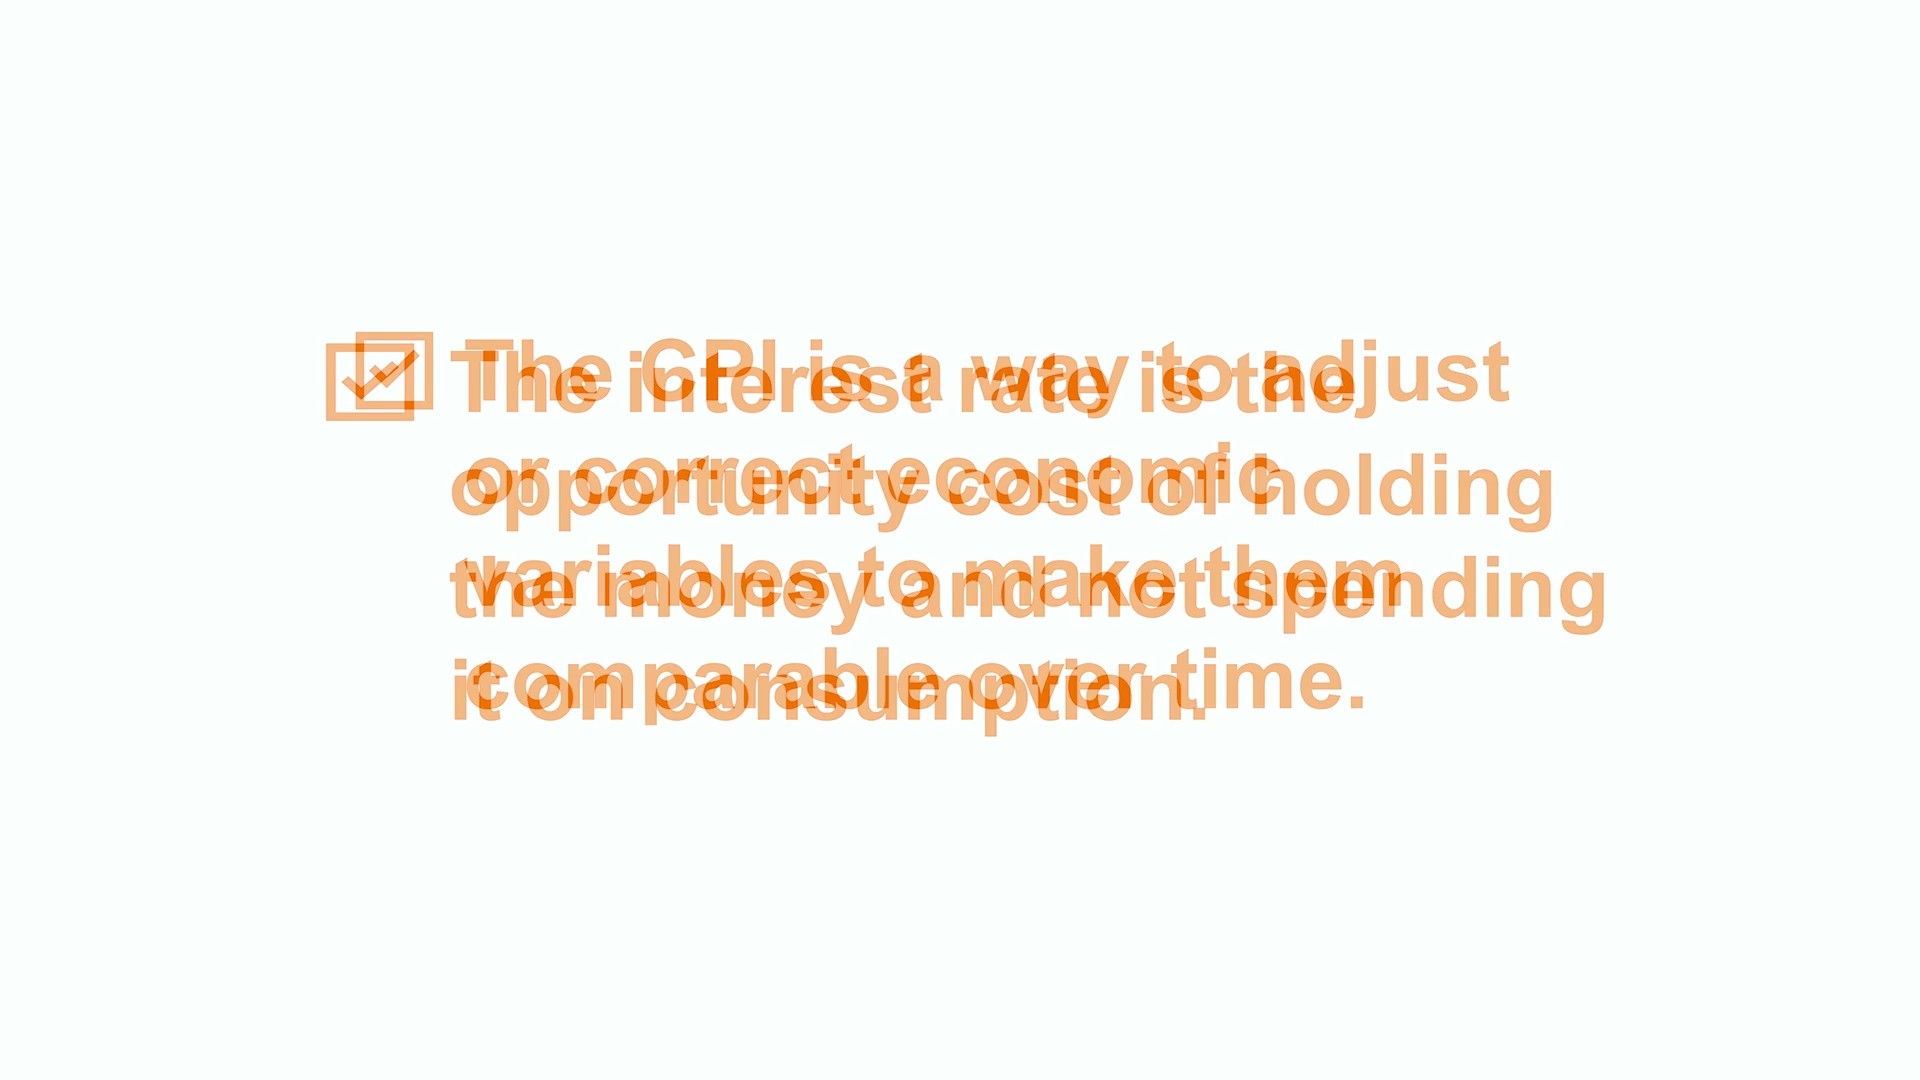 The CPI is a way to adjust
or correct economic
variables to make them
comparable over time.
The interest rate is the
opportunity cost of holding
the money and not spending
it on consumption.